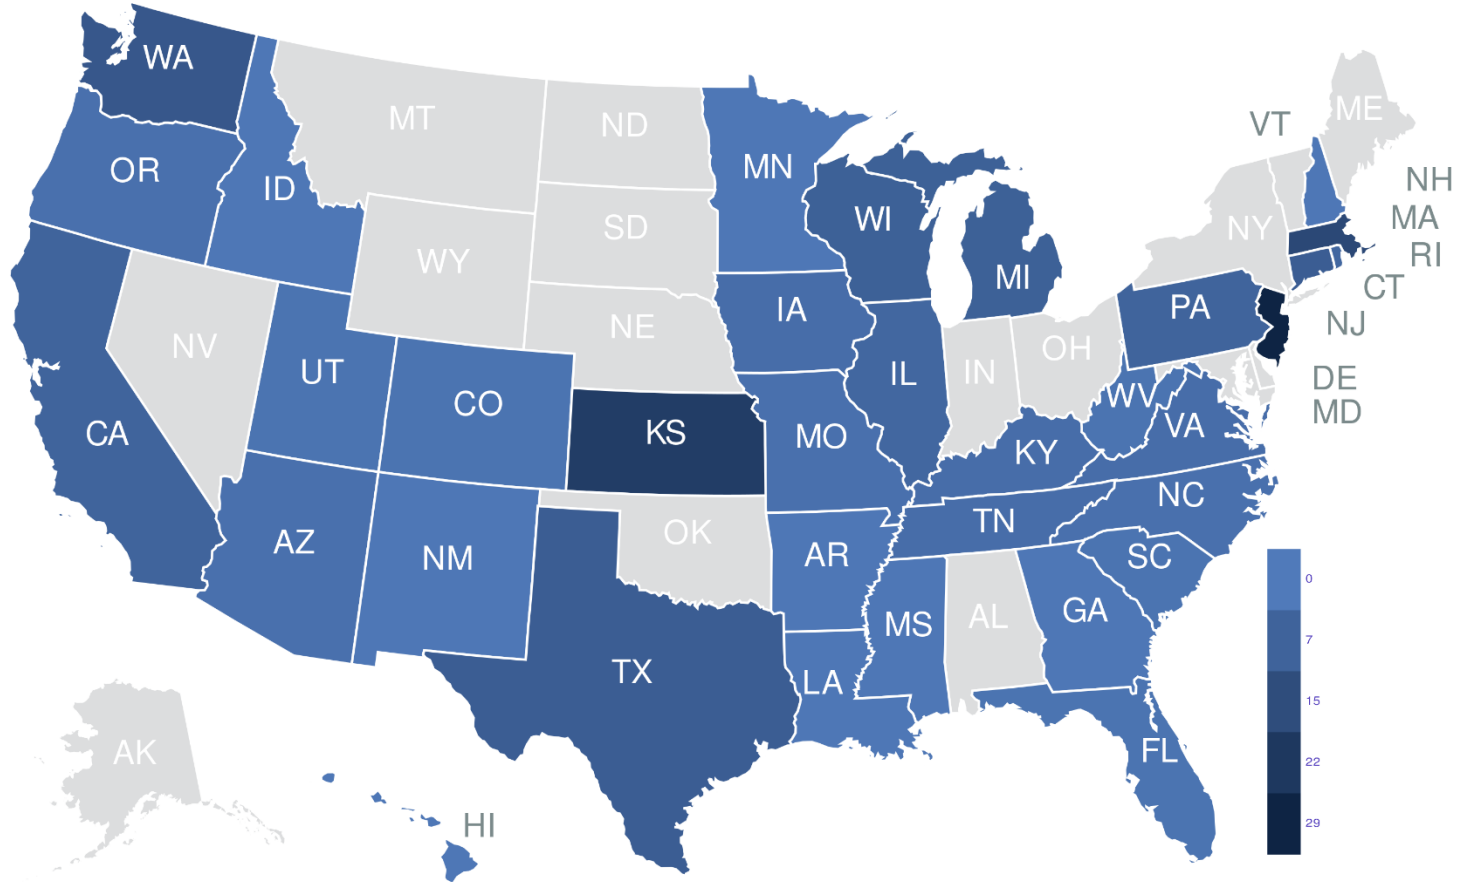 WA
MT
ND
ME
VT
OR
ID
MN
NH
WI
MA
SD
NY
RI
WY
MI
CT
IA
PA
NE
NJ
NV
OH
UT
IN
IL
DE
CO
WV
MD
CA
KS
MO
VA
KY
NC
TN
OK
AZ
NM
AR
SC
0
MS
AL
GA
7
TX
LA
15
AK
FL
22
HI
29